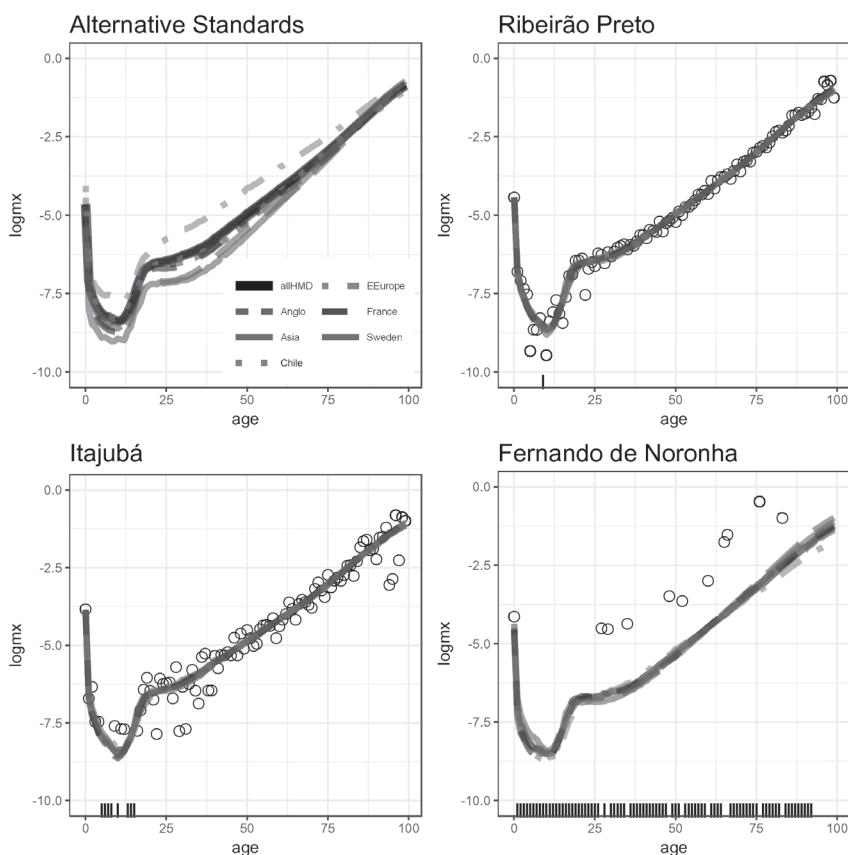 Alternative Standards
Ribeirão Preto
0.0
-2.5
-5.0
-7.5
-10.0
logmx
allHMD
EEurope
Anglo
France
Asia
Sweden
Chile
0
25
50
75
100
age
0.0
-2.5
-5.0
-7.5
-10.0
logmx
0
25
50
75
100
age
Itajubá
Fernando de Noronha
0.0
-2.5
-5.0
-7.5
-10.0
logmx
0
25
50
75
100
age
0.0
-2.5
-5.0
-7.5
-10.0
logmx
0
25
50
75
100
age